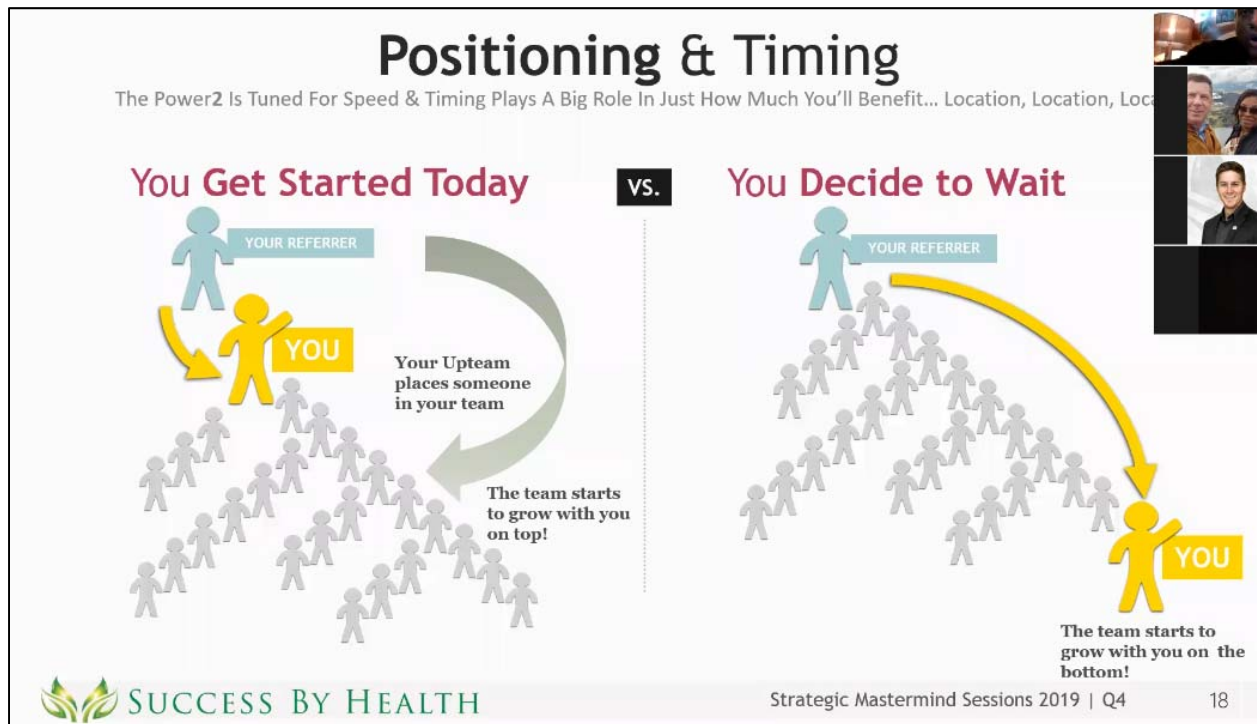 Positioning & Timing
The Power2 Is Tuned For Speed & Timing Plays A Big Role In Just How Much You'll Benefit... Location, Location,
You Get Started Today
VS.
You Decide to Wait
YOUR REFERRER
YOUR REFERRER
YOU
Your Upteam
places someone
in your team
The team starts
to grow with you
on top!
YOU
The team starts to
grow with you on the
bottom!
SUCCESS BY HEALTH
Strategic Mastermind Sessions 2019 | Q4
18